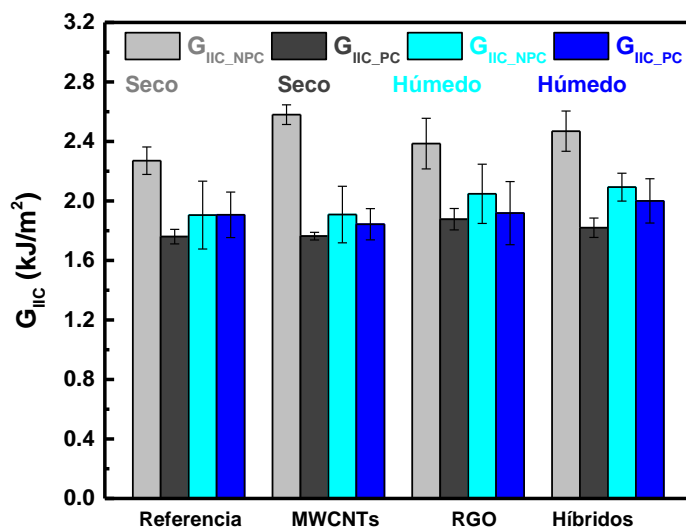 3.2
2.8
2.4
2.0
1.6
1.2
0.8
0.4
0.0
G_IIC (kJ/m²)
G_IIC_NPC G_IIC_PC G_IIC_NPC G_IIC_PC
Seco Seco Húmedo Húmedo
Referencia MWCNTs RGO Híbridos